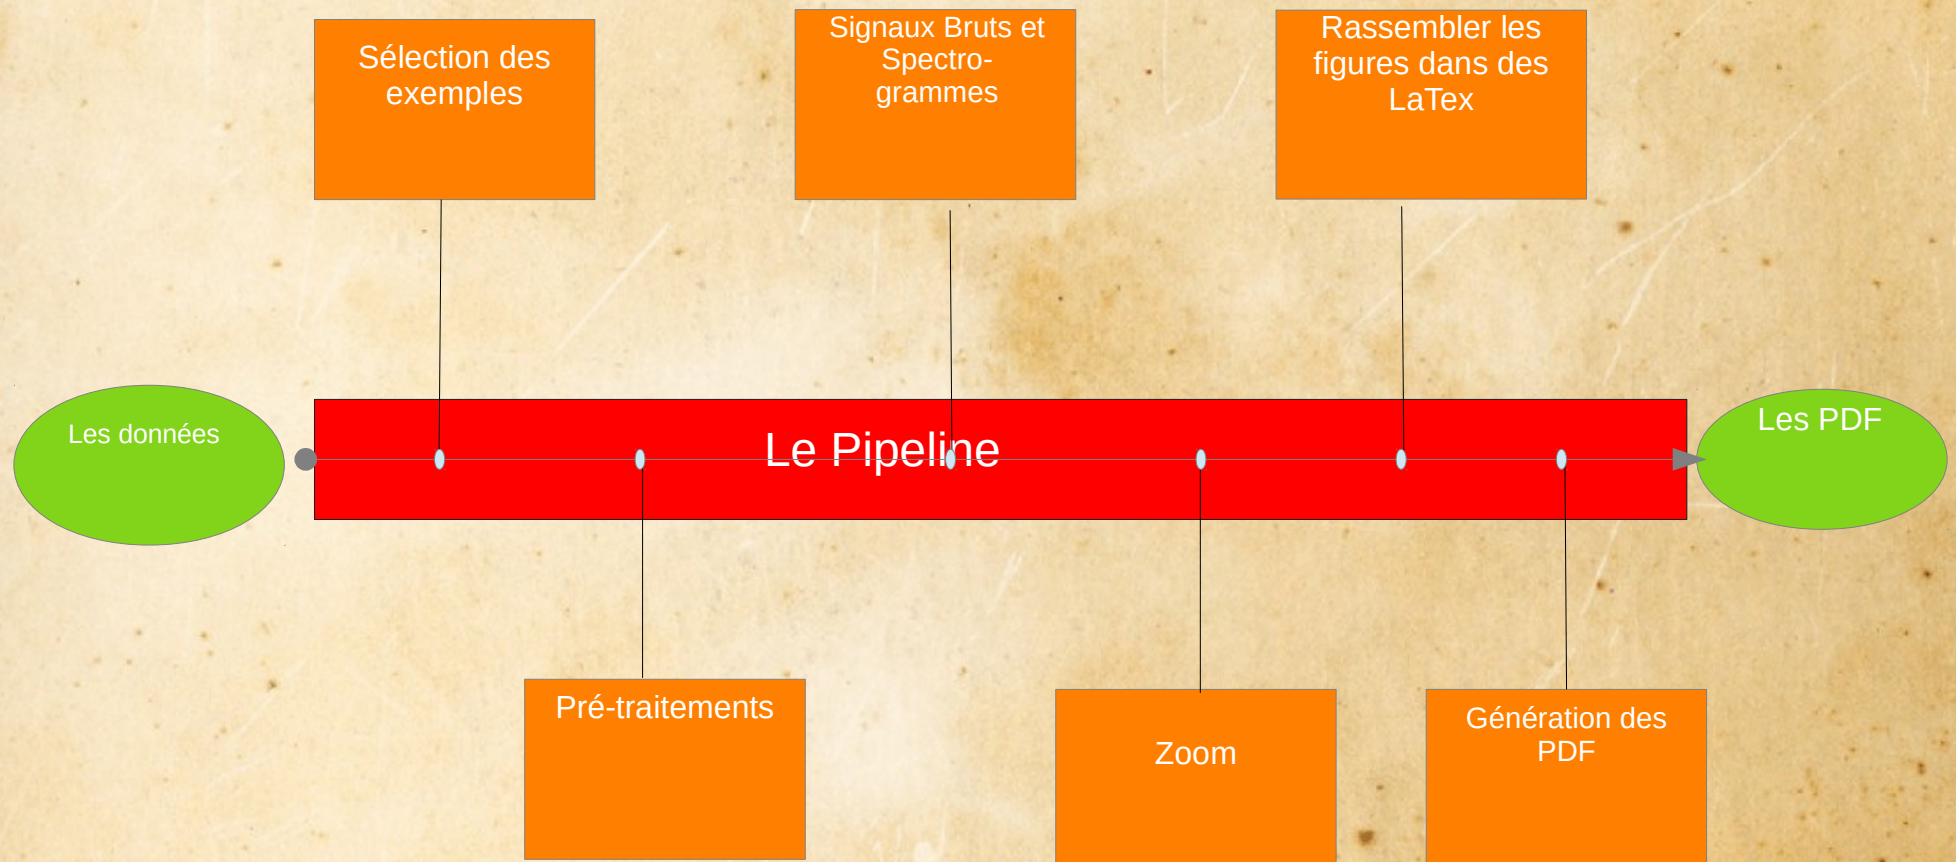 Sélection des
exemples
Signaux Bruts et
Spectro-
grammes
Rassembler les
figures dans des
LaTex
Les données
Le Pipeline
Les PDF
Pré-traitements
Zoom
Génération des
PDF